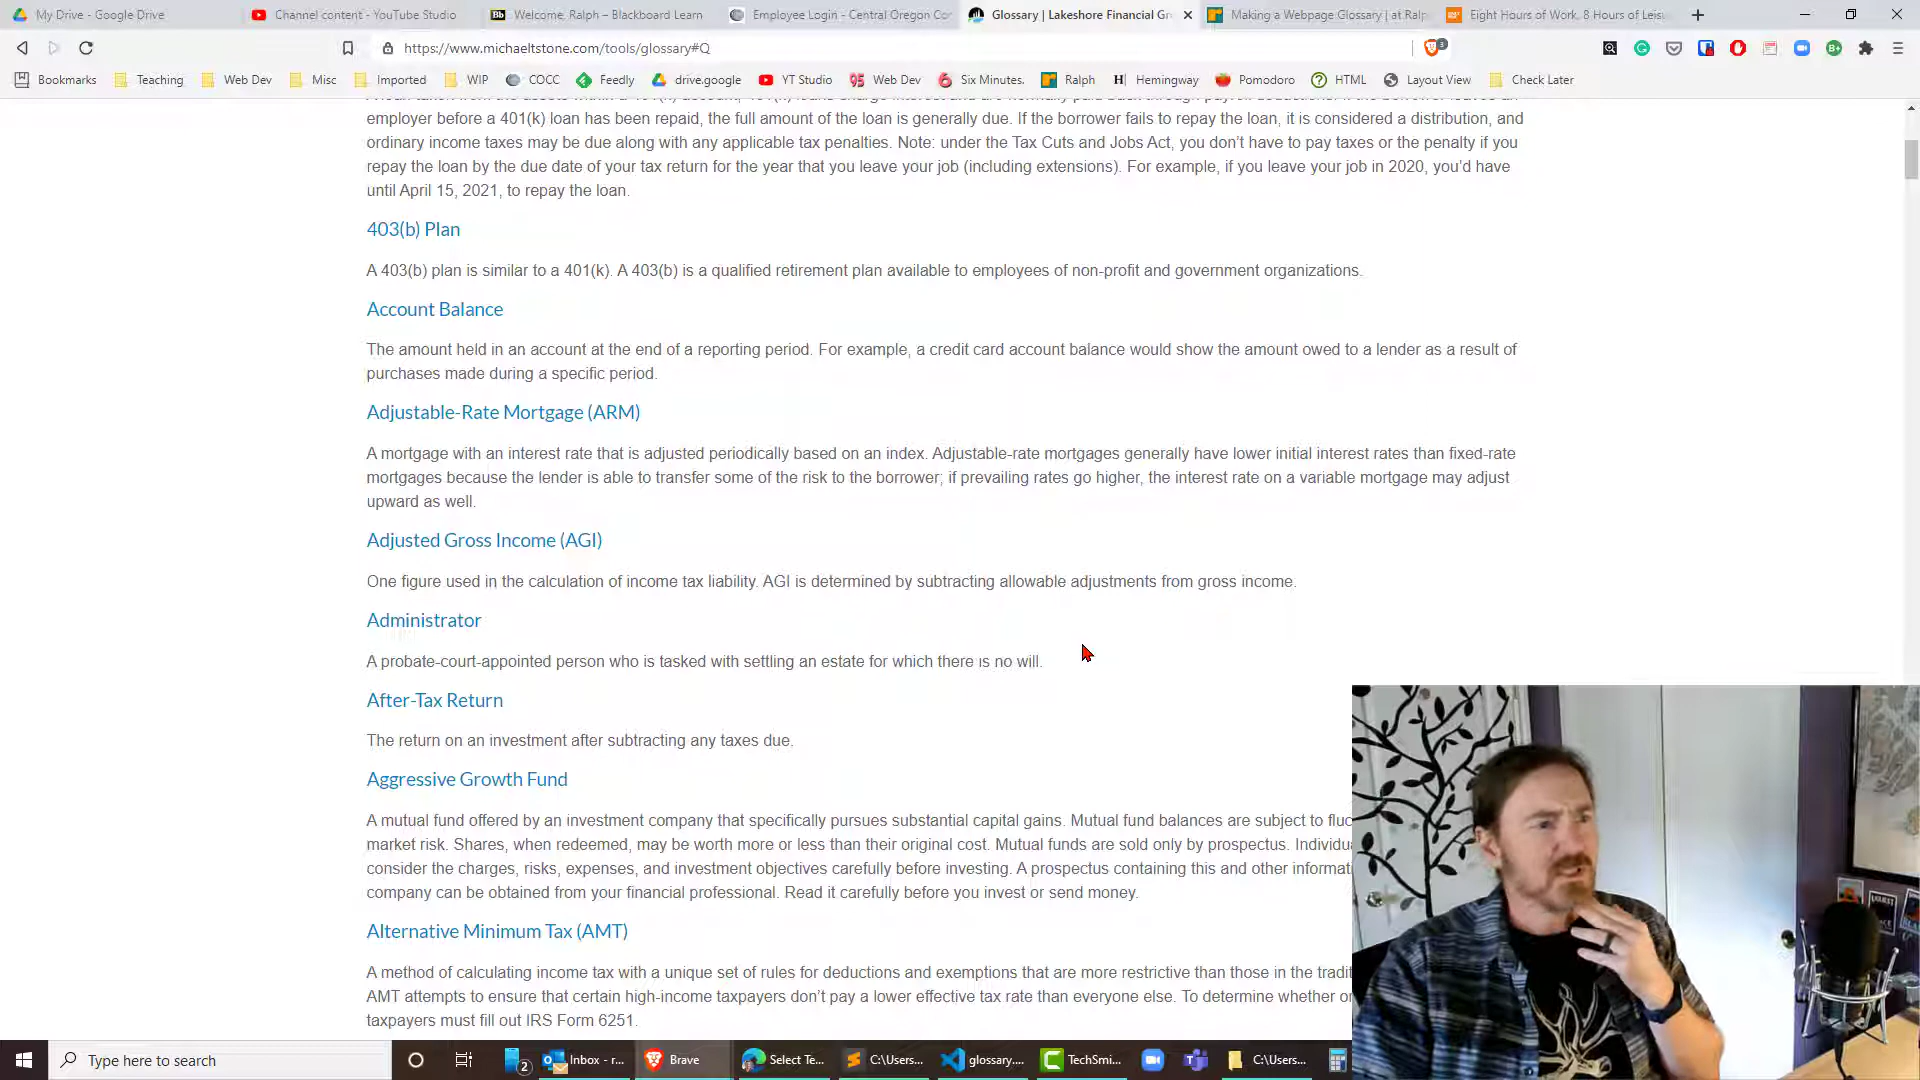 My Drive - Google Drive
Channel content - YouTube Studio
Bb Welcome, Ralph – Blackboard Learn
Employee Login - Central Oregon Co
Glossary | Lakeshore Financial Gr
Making a Webpage Glossary | at Ralp
Eight Hours of Work, 8 Hours of Leisu
https://www.michaeltstone.com/tools/glossary#Q
Bookmarks Teaching Web Dev Misc Imported WIP COCC Feedly drive.google YT Studio 95 Web Dev Six Minutes. Ralph Hemingway Pomodoro HTML Layout View Check Later
employer before a 401(k) loan has been repaid, the full amount of the loan is generally due. If the borrower fails to repay the loan, it is considered a distribution, and
ordinary income taxes may be due along with any applicable tax penalties. Note: under the Tax Cuts and Jobs Act, you don't have to pay taxes or the penalty if you
repay the loan by the due date of your tax return for the year that you leave your job (including extensions). For example, if you leave your job in 2020, you'd have
until April 15, 2021, to repay the loan.
403(b) Plan
A 403(b) plan is similar to a 401(k). A 403(b) is a qualified retirement plan available to employees of non-profit and government organizations.
Account Balance
The amount held in an account at the end of a reporting period. For example, a credit card account balance would show the amount owed to a lender as a result of
purchases made during a specific period.
Adjustable-Rate Mortgage (ARM)
A mortgage with an interest rate that is adjusted periodically based on an index. Adjustable-rate mortgages generally have lower initial interest rates than fixed-rate
mortgages because the lender is able to transfer some of the risk to the borrower; if prevailing rates go higher, the interest rate on a variable mortgage may adjust
upward as well.
Adjusted Gross Income (AGI)
One figure used in the calculation of income tax liability. AGI is determined by subtracting allowable adjustments from gross income.
Administrator
A probate-court-appointed person who is tasked with settling an estate for which there is no will.
After-Tax Return
The return on an investment after subtracting any taxes due.
Aggressive Growth Fund
A mutual fund offered by an investment company that specifically pursues substantial capital gains. Mutual fund balances are subject to fluc
market risk. Shares, when redeemed, may be worth more or less than their original cost. Mutual funds are sold only by prospectus. Individua
consider the charges, risks, expenses, and investment objectives carefully before investing. A prospectus containing this and other informati
company can be obtained from your financial professional. Read it carefully before you invest or send money.
Alternative Minimum Tax (AMT)
A method of calculating income tax with a unique set of rules for deductions and exemptions that are more restrictive than those in the tradit
AMT attempts to ensure that certain high-income taxpayers don't pay a lower effective tax rate than everyone else. To determine whether or
taxpayers must fill out IRS Form 6251.
Type here to search
2 Inbox - r... Brave Select Te... C:\Users... glossary.... TechSmi... C:\Users...